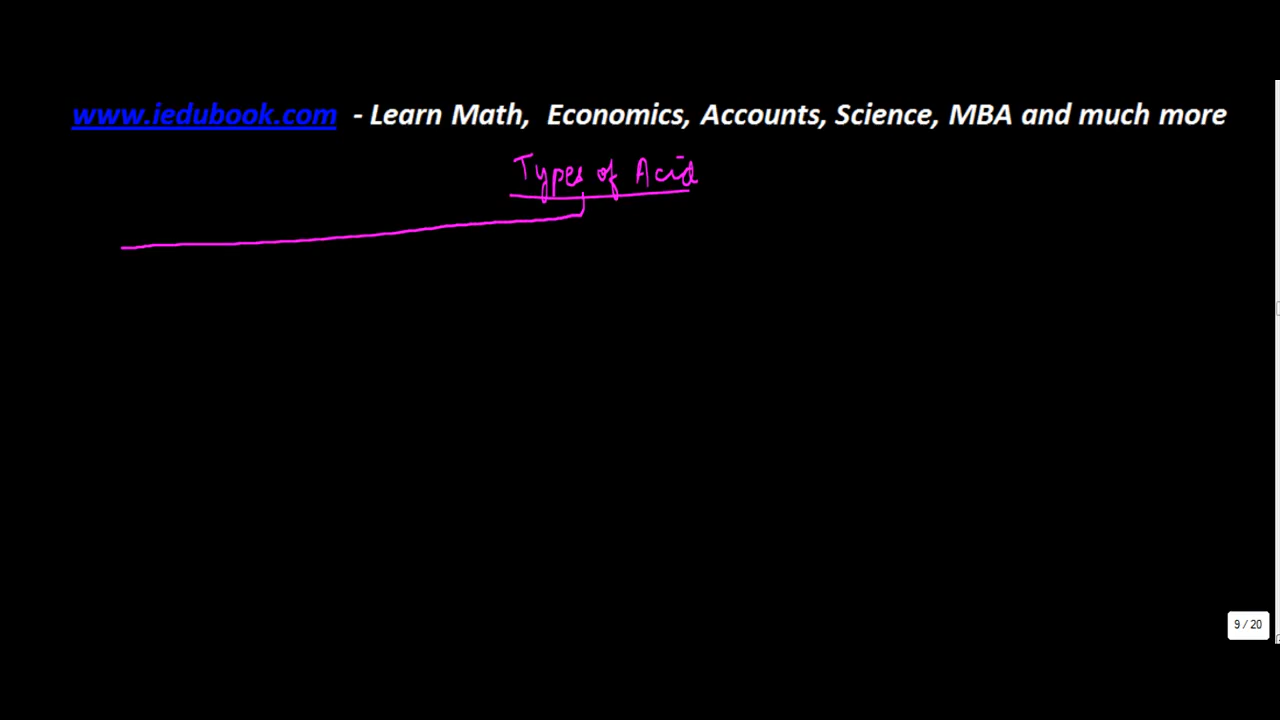 www.iedubook.com - Learn Math, Economics, Accounts, Science, MBA and much more
Types of Acid
9 / 20